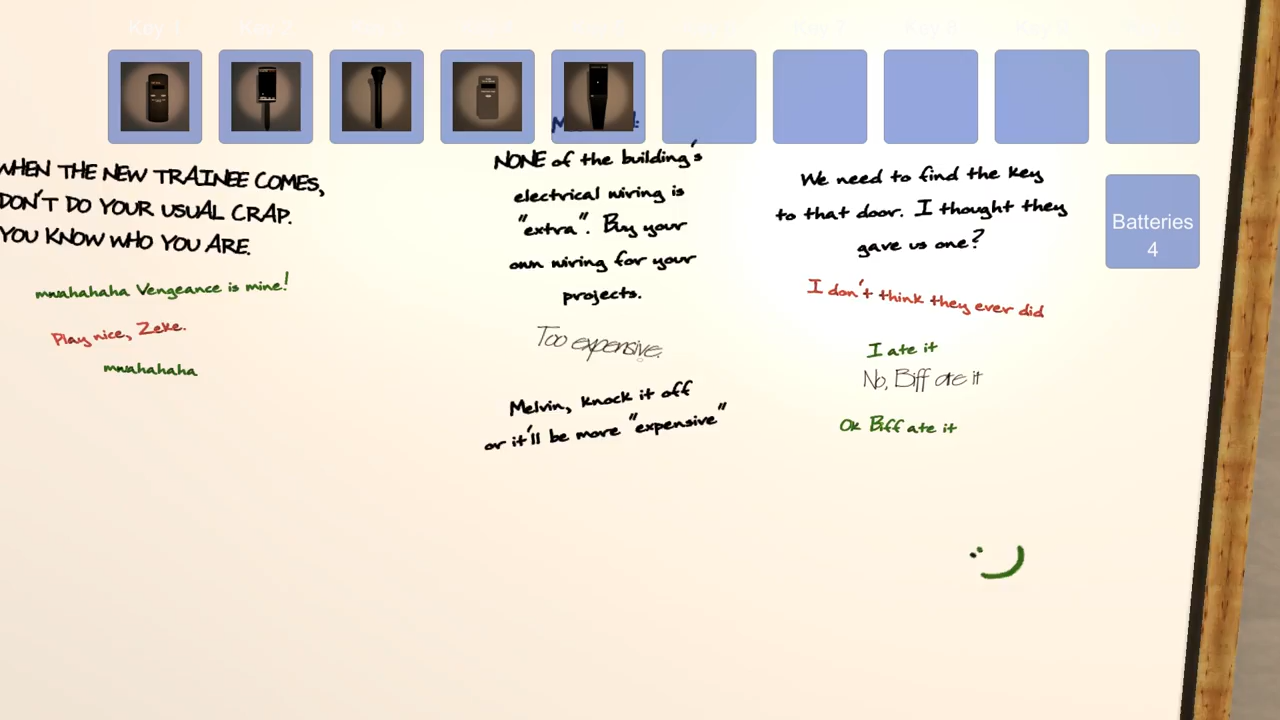 Key 1
WHEN THE NEW TRAINEE COMES,
DON'T DO YOUR USUAL CRAP.
YOU KNOW WHO YOU ARE.
mwahahaha Vengeance is mine!
Play nice, Zeke.
mwahahaha
NONE of the building's
electrical wiring is
"extra". Buy your
own wiring for your
projects.
Too expensive.
Melvin, knock it off
or it'll be more "expensive"
We need to find the key
to that door. I thought they
gave us one?
I don't think they ever did
I ate it
No, Biff ate it
Ok Biff ate it
Batteries
4